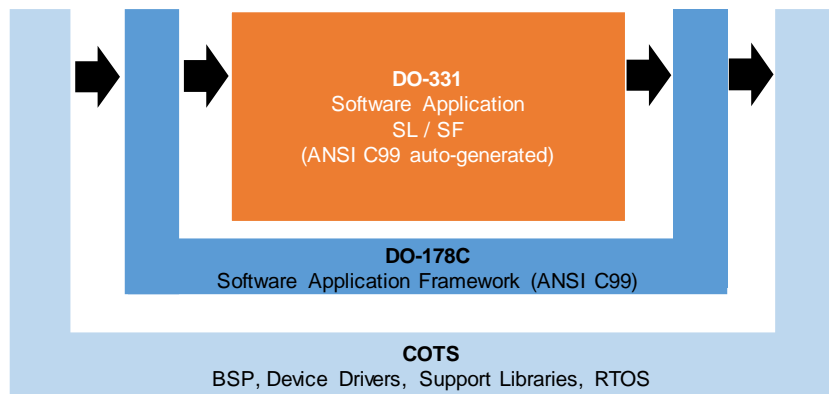 DO-331
Software Application
SL / SF
(ANSI C99 auto-generated)
DO-178C
Software Application Framework (ANSI C99)
COTS
BSP, Device Drivers, Support Libraries, RTOS